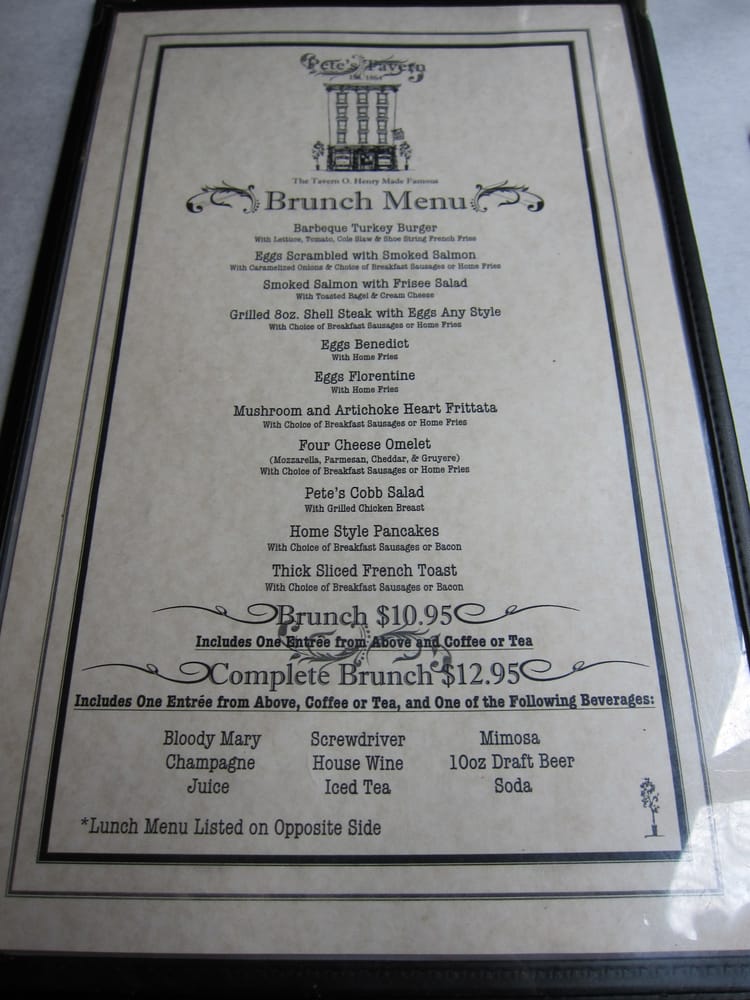 Pete's Tavern
Est. 1864
The Tavern O. Henry Made Famous
Brunch Menu
Barbeque Turkey Burger
With Lettuce, Tomato, Cole Slaw & Shoe String French Fries
Eggs Scrambled with Smoked Salmon
With Caramelized Onions & Choice of Breakfast Sausages or Home Fries
Smoked Salmon with Frisee Salad
With Toasted Bagel & Cream Cheese
Grilled 8oz. Shell Steak with Eggs Any Style
With Choice of Breakfast Sausages or Home Fries
Eggs Benedict
With Home Fries
Eggs Florentine
With Home Fries
Mushroom and Artichoke Heart Frittata
With Choice of Breakfast Sausages or Home Fries
Four Cheese Omelet
(Mozzarella, Parmesan, Cheddar, & Gruyere)
With Choice of Breakfast Sausages or Home Fries
Pete's Cobb Salad
With Grilled Chicken Breast
Home Style Pancakes
With Choice of Breakfast Sausages or Bacon
Thick Sliced French Toast
With Choice of Breakfast Sausages or Bacon
Brunch $10.95
Includes One Entrée from Above and Coffee or Tea
Complete Brunch $12.95
Includes One Entrée from Above, Coffee or Tea, and One of the Following Beverages:
Bloody Mary Screwdriver Mimosa
Champagne House Wine 10oz Draft Beer
Juice Iced Tea Soda
*Lunch Menu Listed on Opposite Side